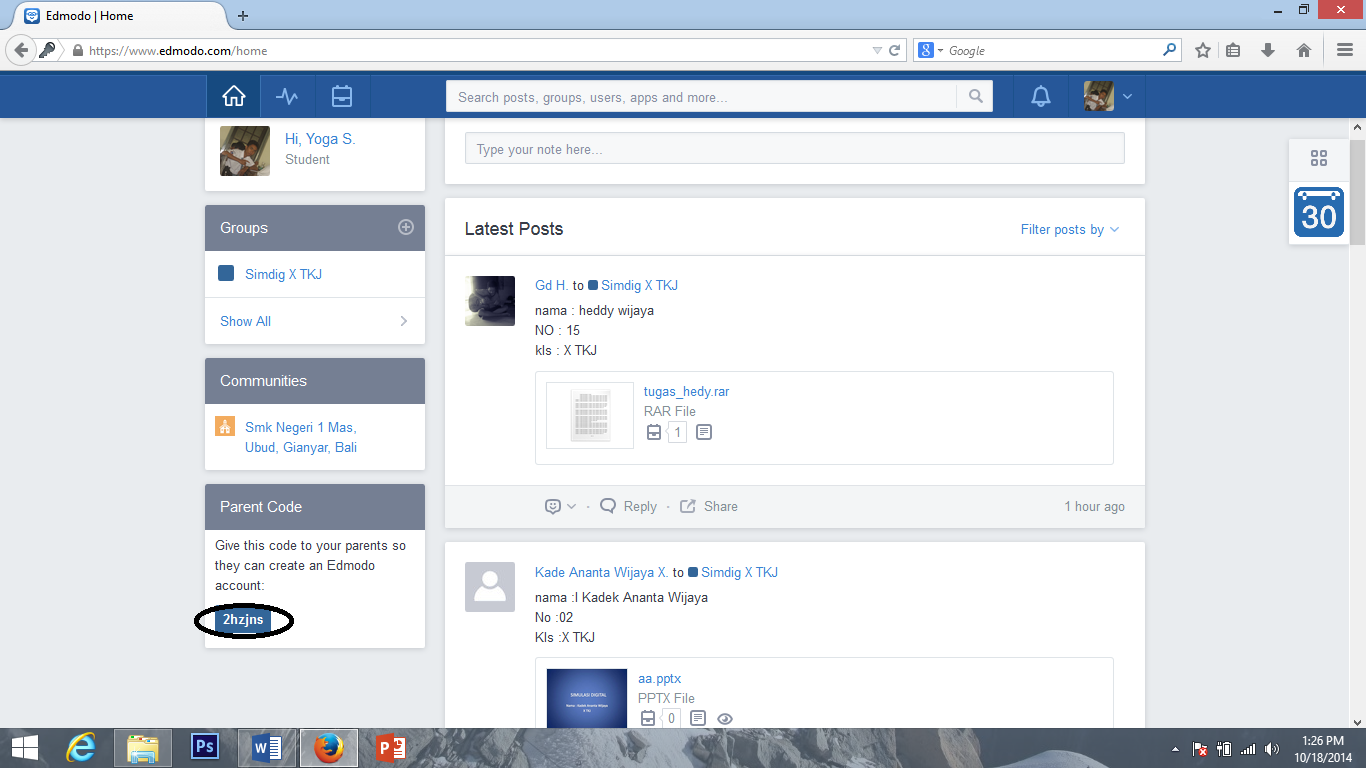 Edmodo | Home
https://www.edmodo.com/home
Google
Search posts, groups, users, apps and more...
Hi, Yoga S.
Student
Groups
Simdig X TKJ
Show All
Communities
Smk Negeri 1 Mas,
Ubud, Gianyar, Bali
Parent Code
Give this code to your parents so
they can create an Edmodo
account:
2hzjns
Type your note here...
Latest Posts
Filter posts by
Gd H. to Simdig X TKJ
nama : heddy wijaya
NO : 15
kls : X TKJ
tugas_hedy.rar
RAR File
1
Reply
Share
1 hour ago
Kade Ananta Wijaya X. to Simdig X TKJ
nama :I Kadek Ananta Wijaya
No :02
Kls :X TKJ
SIMULASI DIGITAL
Nama : Kadek Ananta Wijaya
X TKJ
aa.pptx
PPTX File
0
30
Ps
1:26 PM
10/18/2014